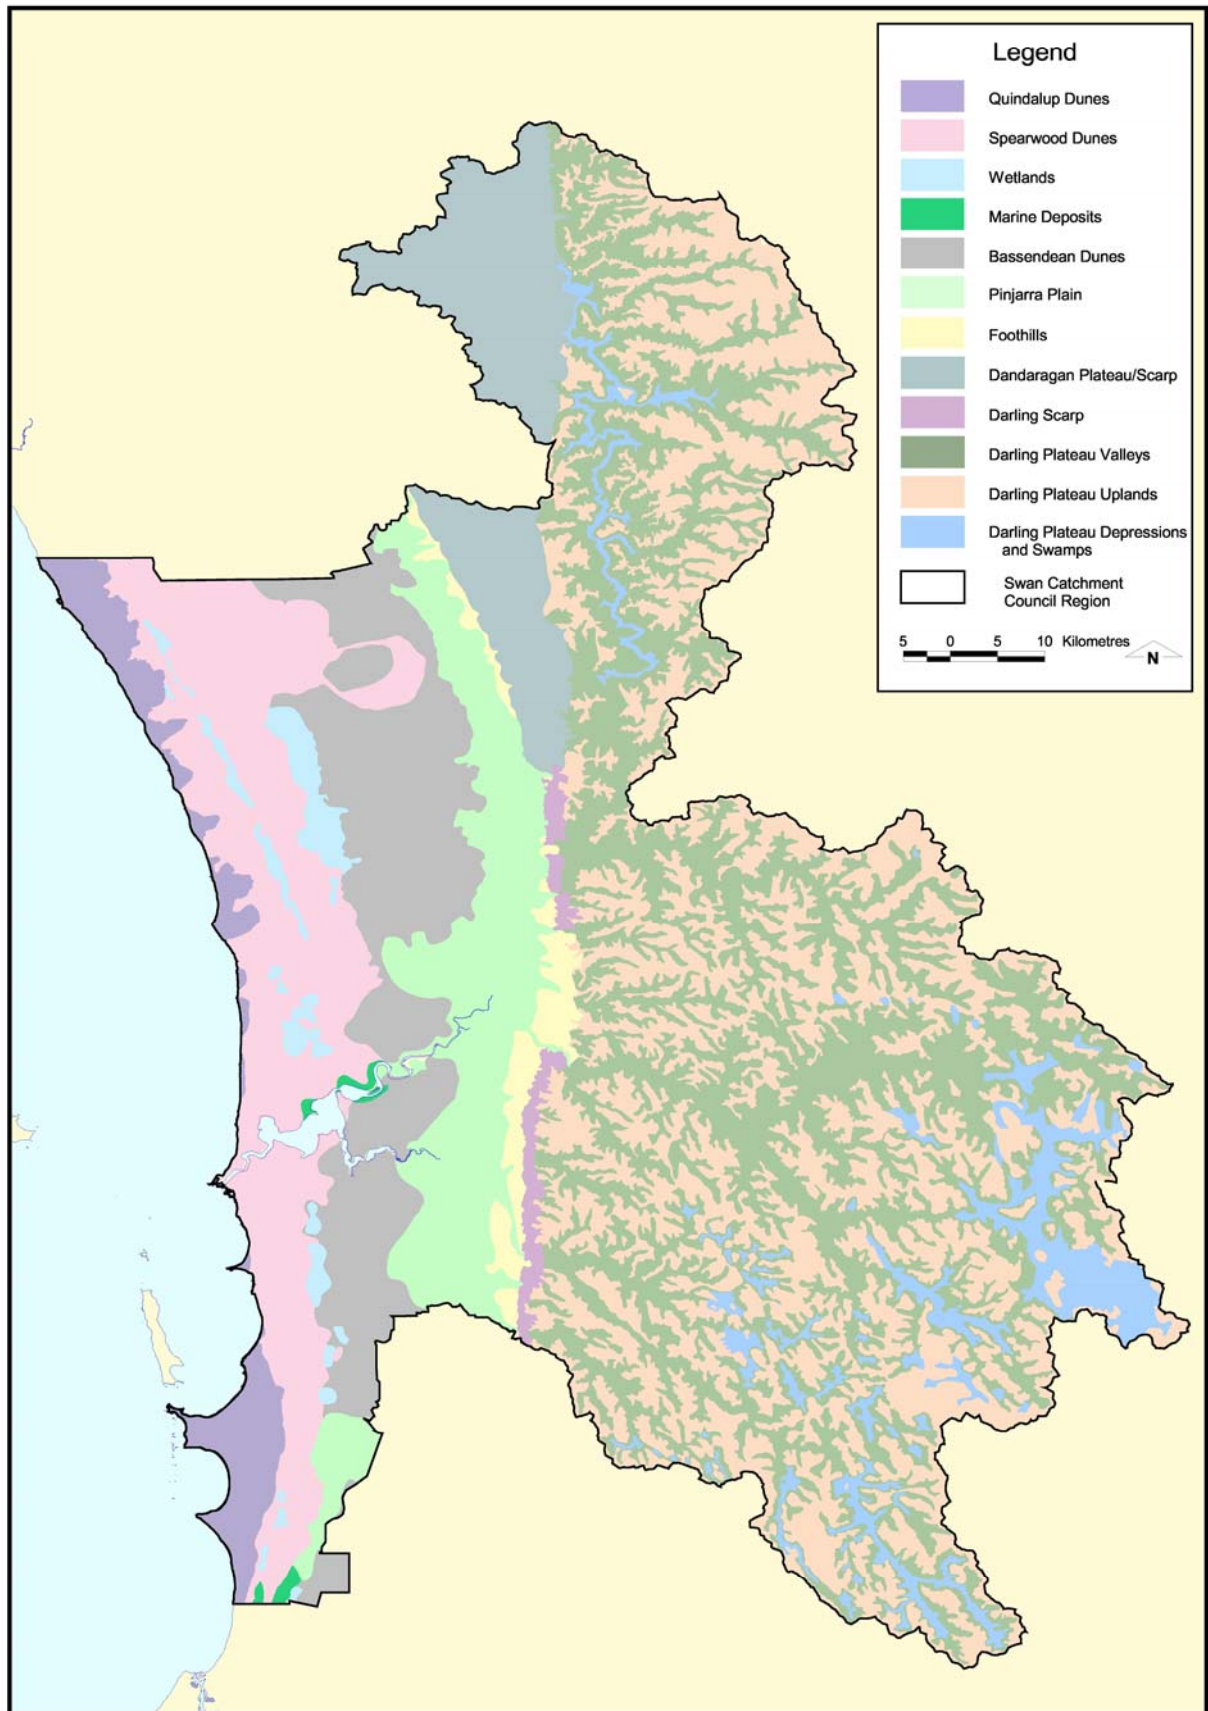 Legend
Quindalup Dunes
Spearwood Dunes
Wetlands
Marine Deposits
Bassendean Dunes
Pinjarra Plain
Foothills
Dandaragan Plateau/Scarp
Darling Scarp
Darling Plateau Valleys
Darling Plateau Uplands
Darling Plateau Depressions
and Swamps
Swan Catchment
Council Region
5 0 5 10 Kilometres
N